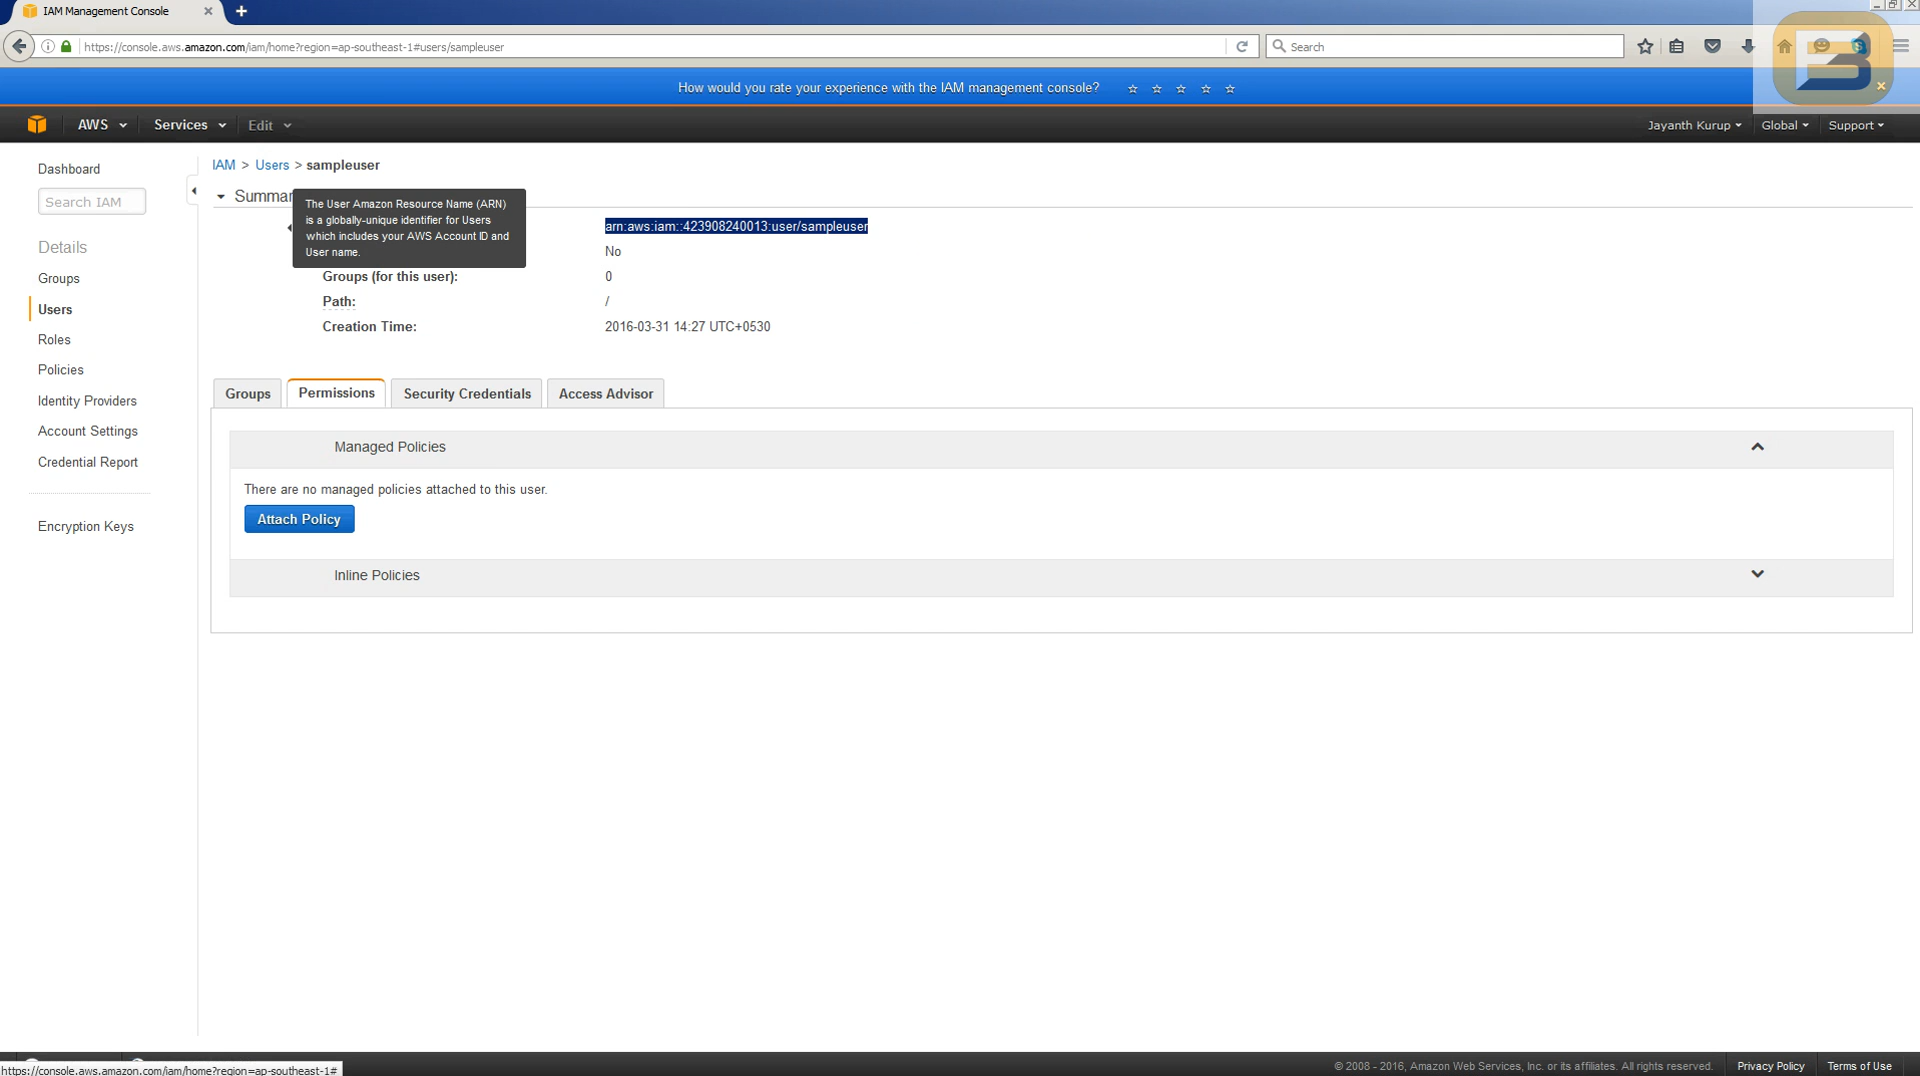 IAM Management Console
https://console.aws.amazon.com/iam/home?region=ap-southeast-1#users/sampleuser
Search
How would you rate your experience with the IAM management console?
AWS
Services
Edit
Jayanth Kurup
Global
Support
Dashboard
Search IAM
Details
Groups
Users
Roles
Policies
Identity Providers
Account Settings
Credential Report
Encryption Keys
IAM > Users > sampleuser
Summar
The User Amazon Resource Name (ARN)
is a globally-unique identifier for Users
which includes your AWS Account ID and
User name.
arn:aws:iam::423908240013:user/sampleuser
No
Groups (for this user): 0
Path: /
Creation Time: 2016-03-31 14:27 UTC+0530
Groups
Permissions
Security Credentials
Access Advisor
Managed Policies
There are no managed policies attached to this user.
Attach Policy
Inline Policies
https://console.aws.amazon.com/iam/home?region=ap-southeast-1#
© 2008 - 2016, Amazon Web Services, Inc. or its affiliates. All rights reserved.
Privacy Policy
Terms of Use